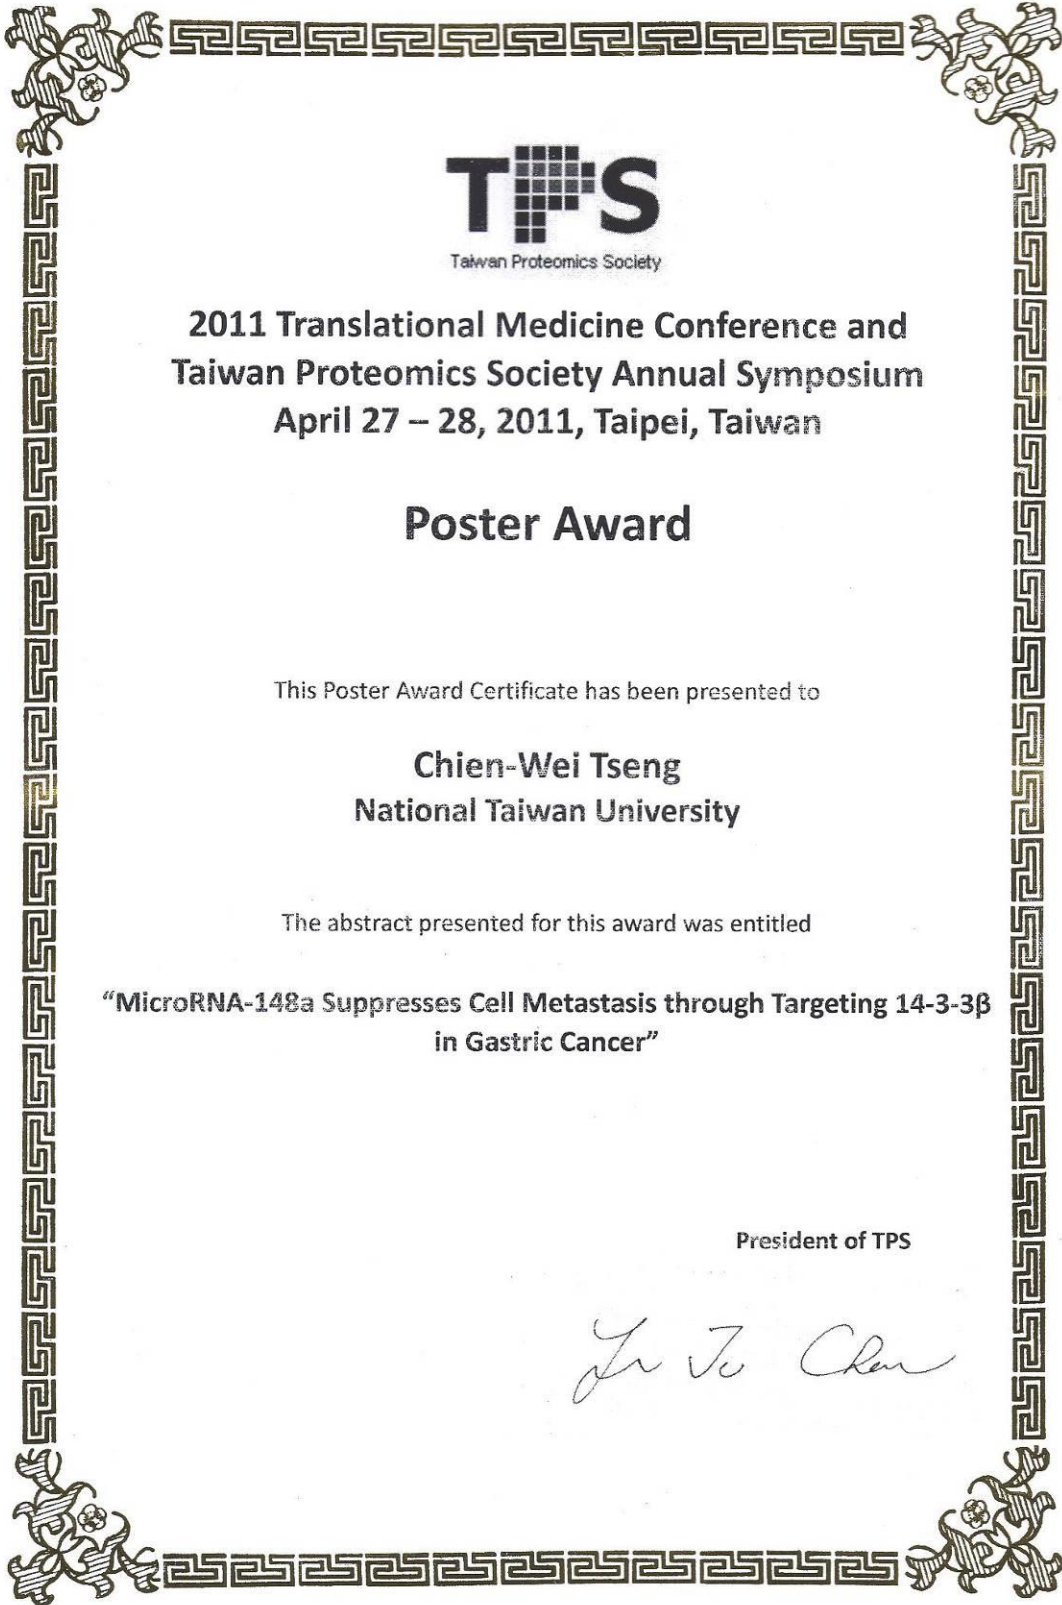 TPS
Taiwan Proteomics Society
2011 Translational Medicine Conference and
Taiwan Proteomics Society Annual Symposium
April 27 – 28, 2011, Taipei, Taiwan
Poster Award
This Poster Award Certificate has been presented to
Chien-Wei Tseng
National Taiwan University
The abstract presented for this award was entitled
“MicroRNA-148a Suppresses Cell Metastasis through Targeting 14-3-3β
in Gastric Cancer”
President of TPS
Yu Ju Chen